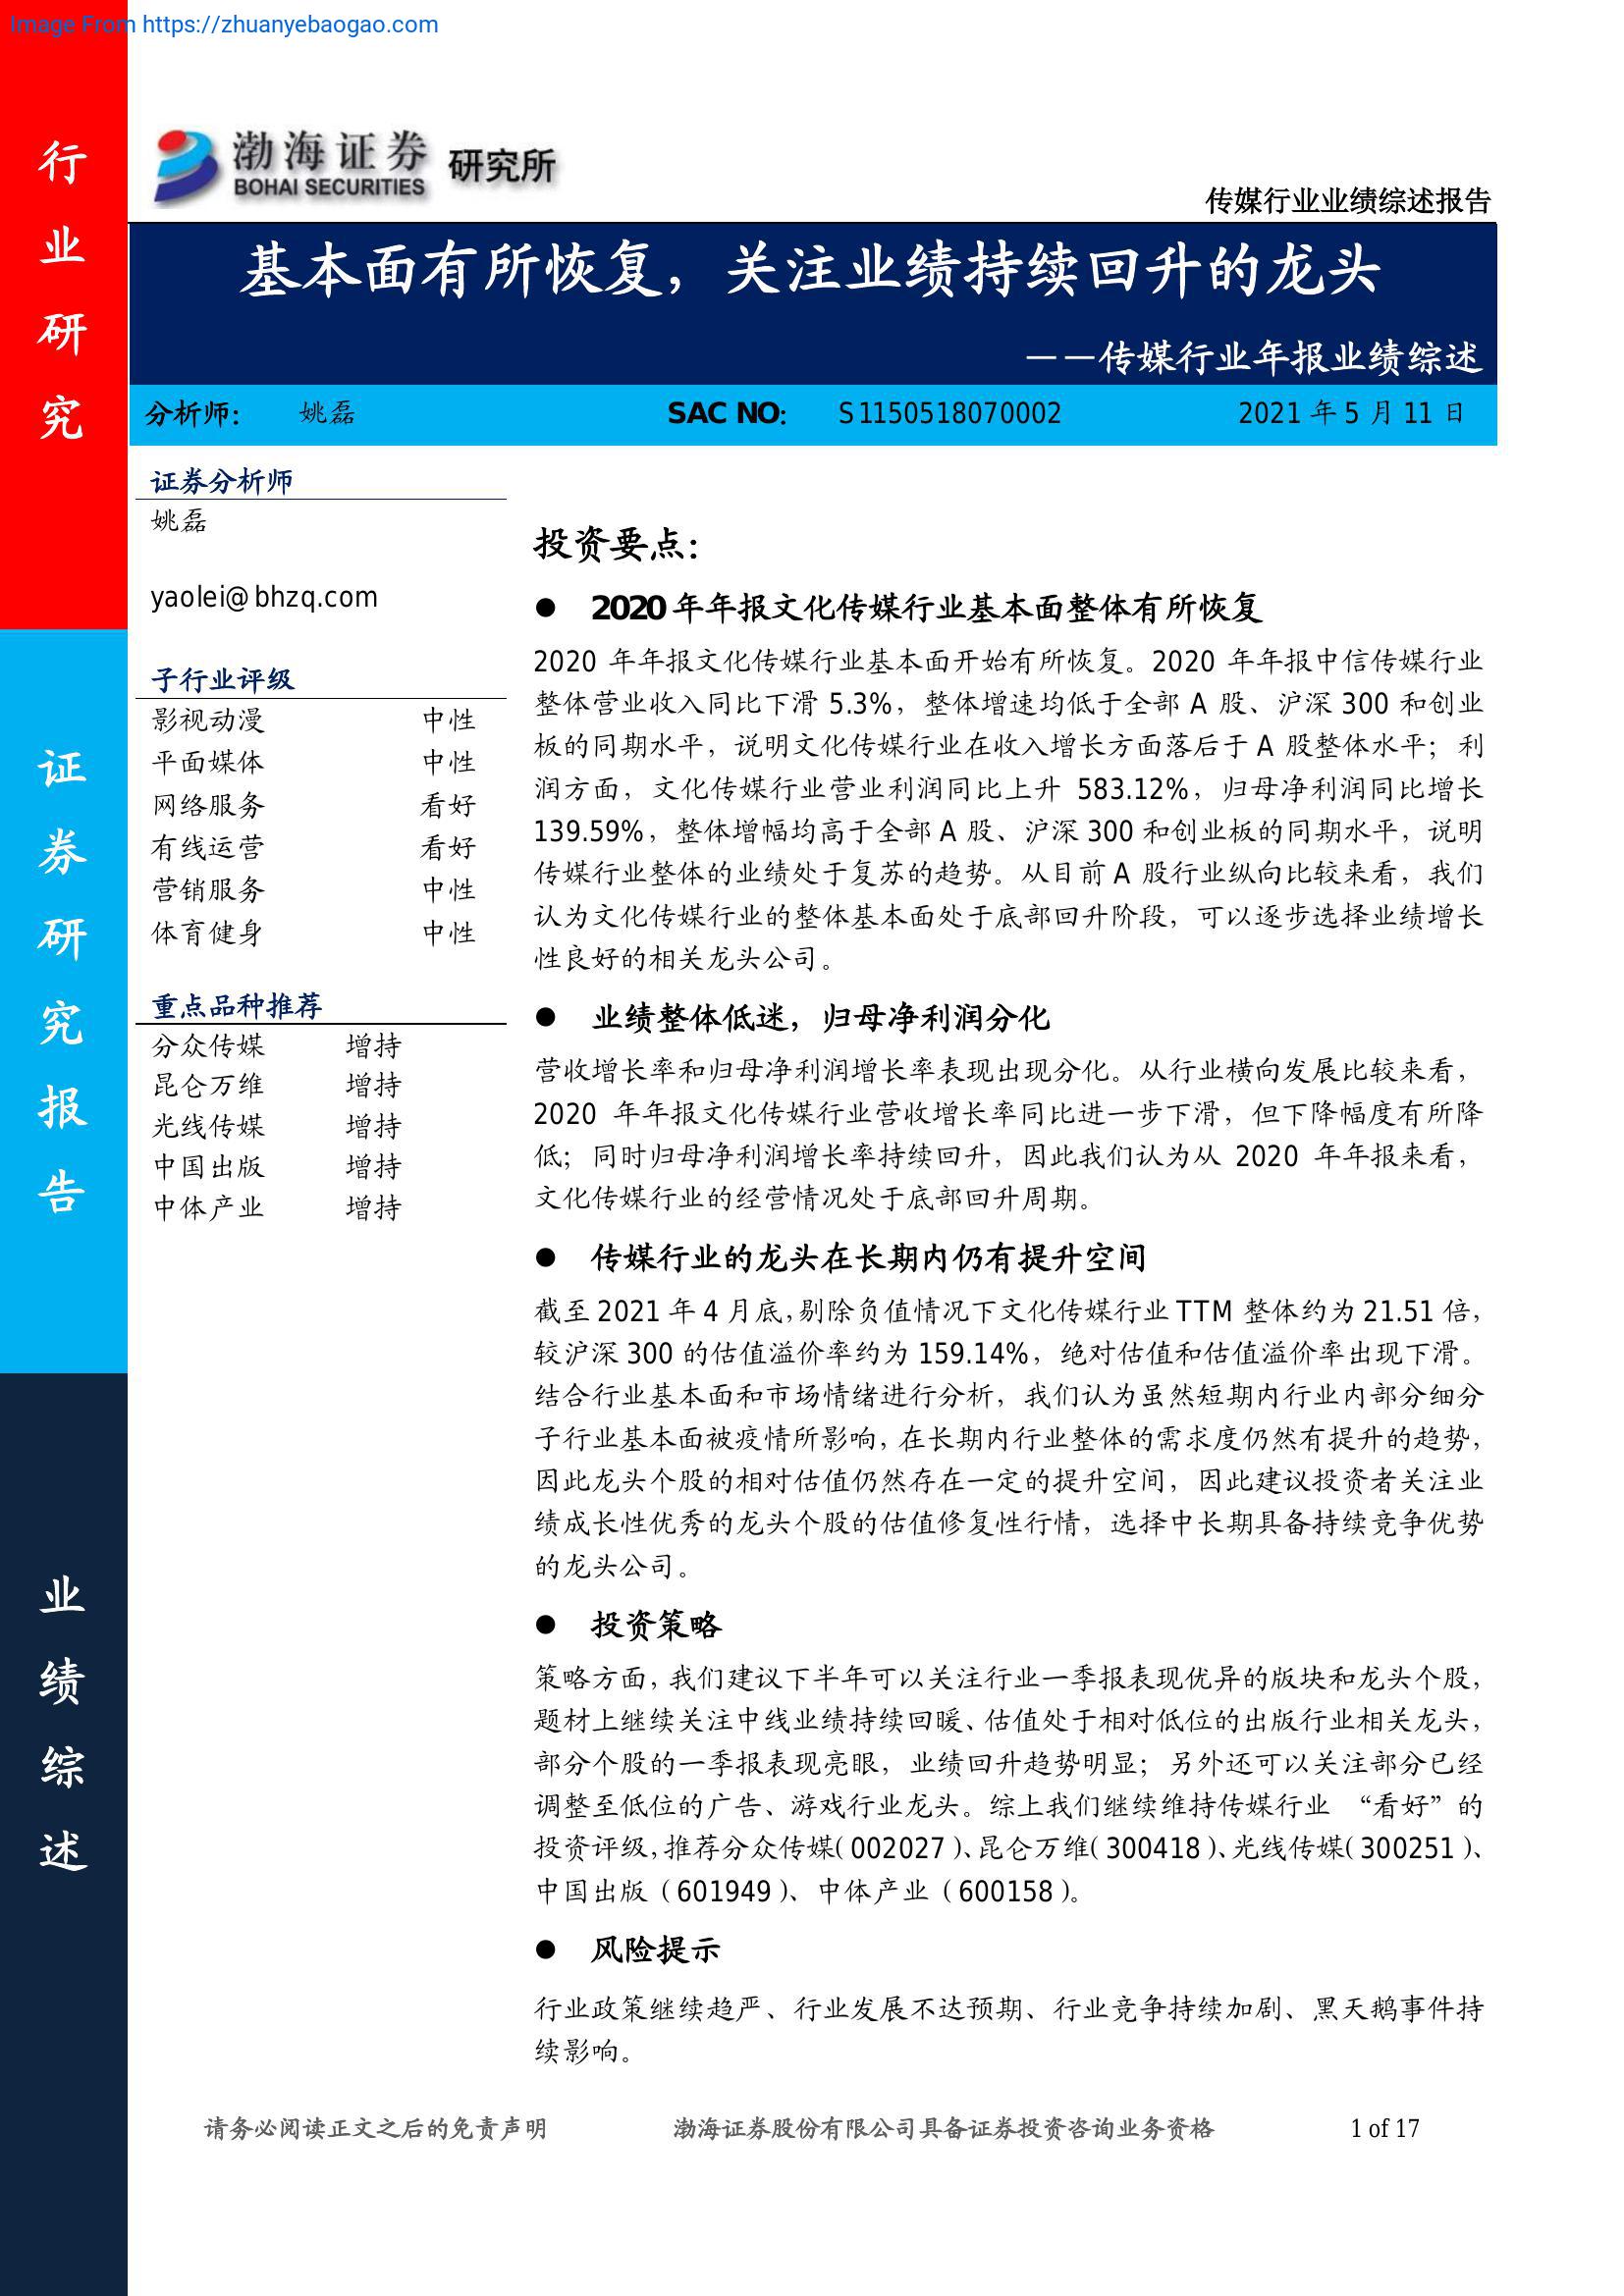 Image From https://zhuanyebaogao.com
行业研究
证券研究报告
业绩综述
渤海证券 研究所
BOHAI SECURITIES
传媒行业业绩综述报告
基本面有所恢复，关注业绩持续回升的龙头
——传媒行业年报业绩综述
分析师： 姚磊 SAC NO： S1150518070002 2021 年 5 月 11 日
证券分析师
姚磊
yaolei@bhzq.com
子行业评级
影视动漫 中性
平面媒体 中性
网络服务 看好
有线运营 看好
营销服务 中性
体育健身 中性
重点品种推荐
分众传媒 增持
昆仑万维 增持
光线传媒 增持
中国出版 增持
中体产业 增持
投资要点：
● 2020 年年报文化传媒行业基本面整体有所恢复
2020 年年报文化传媒行业基本面开始有所恢复。2020 年年报中信传媒行业
整体营业收入同比下滑 5.3%，整体增速均低于全部 A 股、沪深 300 和创业
板的同期水平，说明文化传媒行业在收入增长方面落后于 A 股整体水平；利
润方面，文化传媒行业营业利润同比上升 583.12%，归母净利润同比增长
139.59%，整体增幅均高于全部 A 股、沪深 300 和创业板的同期水平，说明
传媒行业整体的业绩处于复苏的趋势。从目前 A 股行业纵向比较来看，我们
认为文化传媒行业的整体基本面处于底部回升阶段，可以逐步选择业绩增长
性良好的相关龙头公司。
● 业绩整体低迷，归母净利润分化
营收增长率和归母净利润增长率表现出现分化。从行业横向发展比较来看，
2020 年年报文化传媒行业营收增长率同比进一步下滑，但下降幅度有所降
低；同时归母净利润增长率持续回升，因此我们认为从 2020 年年报来看，
文化传媒行业的经营情况处于底部回升周期。
● 传媒行业的龙头在长期内仍有提升空间
截至 2021 年 4 月底，剔除负值情况下文化传媒行业 TTM 整体约为 21.51 倍，
较沪深 300 的估值溢价率约为 159.14%，绝对估值和估值溢价率出现下滑。
结合行业基本面和市场情绪进行分析，我们认为虽然短期内行业内部分细分
子行业基本面被疫情所影响，在长期内行业整体的需求度仍然有提升的趋势，
因此龙头个股的相对估值仍然存在一定的提升空间，因此建议投资者关注业
绩成长性优秀的龙头个股的估值修复性行情，选择中长期具备持续竞争优势
的龙头公司。
● 投资策略
策略方面，我们建议下半年可以关注行业一季报表现优异的版块和龙头个股，
题材上继续关注中线业绩持续回暖、估值处于相对低位的出版行业相关龙头，
部分个股的一季报表现亮眼，业绩回升趋势明显；另外还可以关注部分已经
调整至低位的广告、游戏行业龙头。综上我们继续维持传媒行业 “看好”的
投资评级，推荐分众传媒（002027）、昆仑万维（300418）、光线传媒（300251）、
中国出版（601949）、中体产业（600158）。
● 风险提示
行业政策继续趋严、行业发展不达预期、行业竞争持续加剧、黑天鹅事件持
续影响。
请务必阅读正文之后的免责声明 渤海证券股份有限公司具备证券投资咨询业务资格 1 of 17